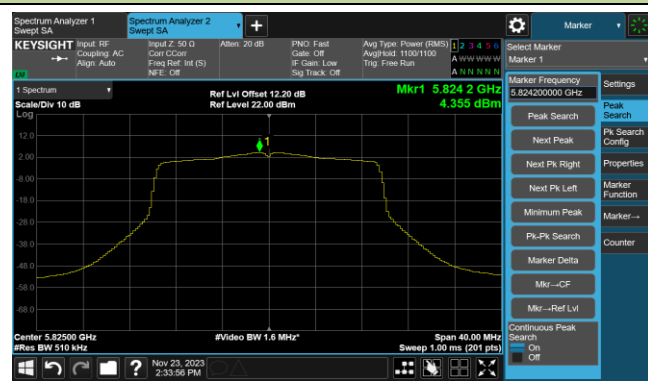 Spectrum Analyzer 1
Swept SA
Spectrum Analyzer 2
Swept SA
+
Marker
KEYSIGHT
Input: RF
Coupling: AC
Align: Auto
Input Z: 50 Ω
Corr CCorr
Freq Ref: Int (S)
NFE: Off
Atten: 20 dB
PNO: Fast
Gate: Off
IF Gain: Low
Sig Track: Off
Avg Type: Power (RMS)
Avg|Hold: 1100/1100
Trig: Free Run
1 2 3 4 5 6
A W W W W W
A N N N N N
LXI
Select Marker
Marker 1
1 Spectrum
Scale/Div 10 dB
Log
Ref Lvl Offset 12.20 dB
Ref Level 22.00 dBm
Mkr1 5.824 2 GHz
4.355 dBm
1
12.0
2.00
-8.00
-18.0
-28.0
-38.0
-48.0
-58.0
-68.0
Center 5.82500 GHz
#Res BW 510 kHz
#Video BW 1.6 MHz*
Span 40.00 MHz
Sweep 1.00 ms (201 pts)
Marker Frequency
5.824200000 GHz
Peak Search
Next Peak
Next Pk Right
Next Pk Left
Minimum Peak
Pk-Pk Search
Marker Delta
Mkr→CF
Mkr→Ref Lvl
Continuous Peak
Search
On
Off
Settings
Peak
Search
Pk Search
Config
Properties
Marker
Function
Marker→
Counter
?
Nov 23, 2023
2:33:56 PM